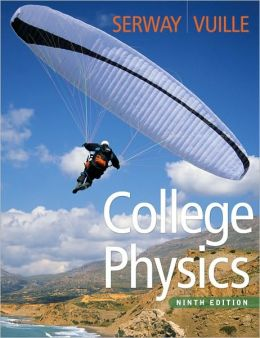 SERWAY | VUILLE
College
Physics
NINTH EDITION